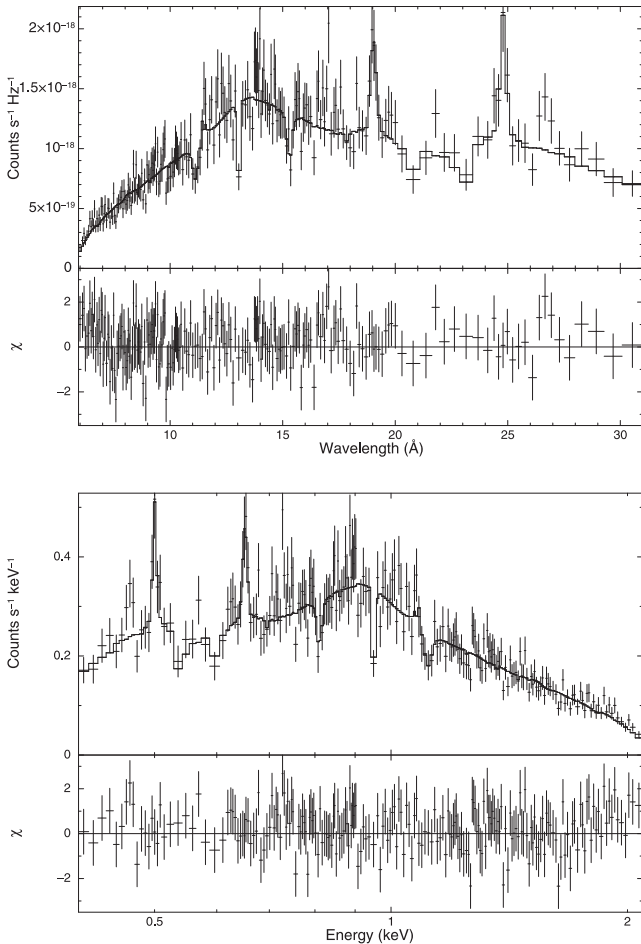 2×10⁻¹⁸
1.5×10⁻¹⁸
10⁻¹⁸
5×10⁻¹⁹
0
Counts s⁻¹ Hz⁻¹
2
0
−2
χ
10 15 20 25 30
Wavelength (Å)
0.4
0.2
0
Counts s⁻¹ keV⁻¹
2
0
−2
χ
0.5 1 2
Energy (keV)